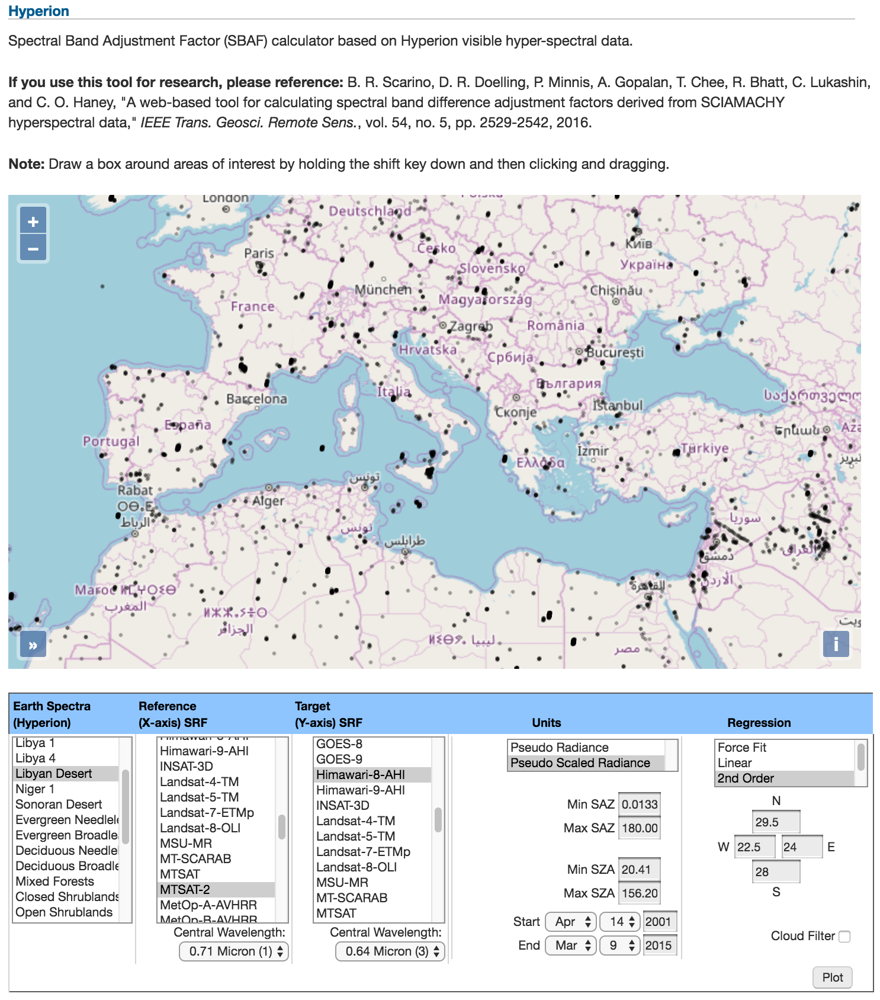 Hyperion
Spectral Band Adjustment Factor (SBAF) calculator based on Hyperion visible hyper-spectral data.
If you use this tool for research, please reference: B. R. Scarino, D. R. Doelling, P. Minnis, A. Gopalan, T. Chee, R. Bhatt, C. Lukashin,
and C. O. Haney, "A web-based tool for calculating spectral band difference adjustment factors derived from SCIAMACHY
hyperspectral data," IEEE Trans. Geosci. Remote Sens., vol. 54, no. 5, pp. 2529-2542, 2016.
Note: Draw a box around areas of interest by holding the shift key down and then clicking and dragging.
London
+
−
Deutschland
Paris
Česko
Київ
Україна
Slovensko
München
Magyarország
Chișinău
France
Zagreb
România
Hrvatska
Србија
București
България
Barcelona
Italia
Скопје
İstanbul
España
Portugal
Երևան
Aze
İzmir
Türkiye
Ελλάδα
تونس
Rabat
الرباط
Alger
تونس
سوريا
طرابلس
العراق
دمشق
Maroc ⵍⵎⵖⵔⵉⴱ
المغرب
القاهرة
الأردن
الجزائر
ليبيا
مصر
»
i
Earth Spectra
(Hyperion)
Reference
(X-axis) SRF
Target
(Y-axis) SRF
Units
Regression
Libya 1
Libya 4
Libyan Desert
Niger 1
Sonoran Desert
Evergreen Needlel
Evergreen Broadle
Deciduous Needle
Deciduous Broadle
Mixed Forests
Closed Shrublands
Open Shrublands
Himawari-8-AHI
Himawari-9-AHI
INSAT-3D
Landsat-4-TM
Landsat-5-TM
Landsat-7-ETMp
Landsat-8-OLI
MSU-MR
MT-SCARAB
MTSAT
MTSAT-2
MetOp-A-AVHRR
MetOp-B-AVHRR
Central Wavelength:
0.71 Micron (1)
GOES-8
GOES-9
Himawari-8-AHI
Himawari-9-AHI
INSAT-3D
Landsat-4-TM
Landsat-5-TM
Landsat-7-ETMp
Landsat-8-OLI
MSU-MR
MT-SCARAB
MTSAT
Central Wavelength:
0.64 Micron (3)
Pseudo Radiance
Pseudo Scaled Radiance
Min SAZ 0.0133
Max SAZ 180.00
Min SZA 20.41
Max SZA 156.20
Start Apr 14 2001
End Mar 9 2015
Force Fit
Linear
2nd Order
N
29.5
W 22.5 24 E
28
S
Cloud Filter
Plot